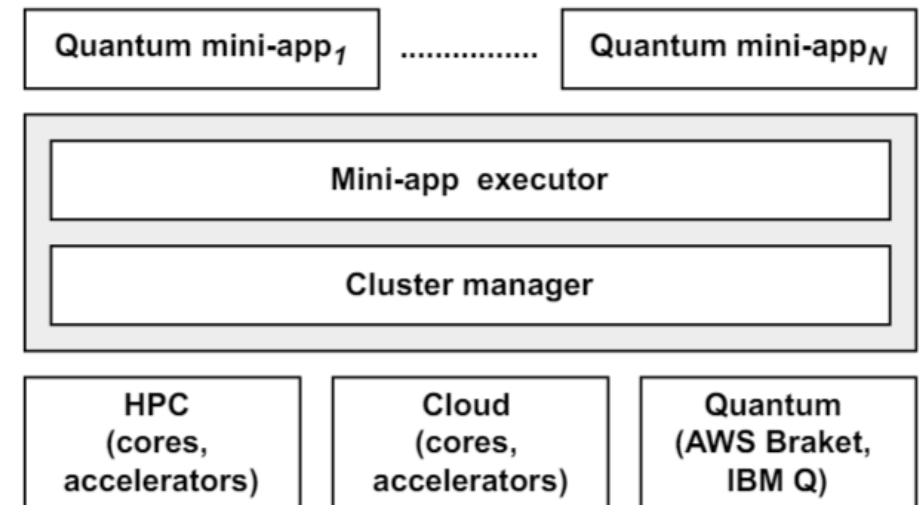 Quantum mini-app1 ................ Quantum mini-appN
Mini-app executor
Cluster manager
HPC
(cores,
accelerators)
Cloud
(cores,
accelerators)
Quantum
(AWS Braket,
IBM Q)